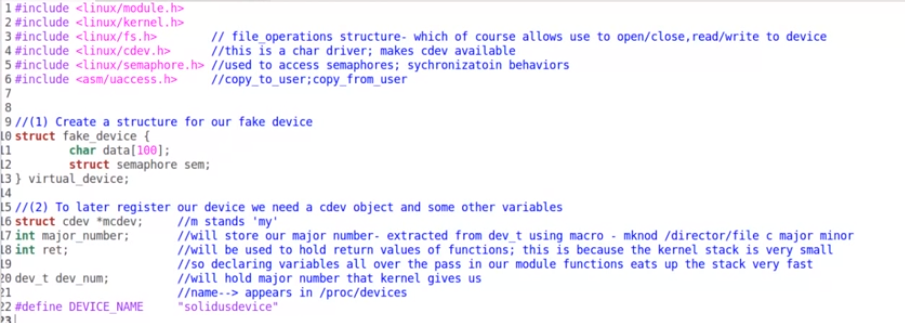 1 #include <linux/module.h>
2 #include <linux/kernel.h>
3 #include <linux/fs.h> // file_operations structure- which of course allows use to open/close,read/write to device
4 #include <linux/cdev.h> //this is a char driver; makes cdev available
5 #include <linux/semaphore.h> //used to access semaphores; sychronizatoin behaviors
6 #include <asm/uaccess.h> //copy_to_user;copy_from_user
7
8
9 //(1) Create a structure for our fake device
10 struct fake_device {
11 char data[100];
12 struct semaphore sem;
13 } virtual_device;
14
15 //(2) To later register our device we need a cdev object and some other variables
16 struct cdev *mcdev; //m stands 'my'
17 int major_number; //will store our major number- extracted from dev_t using macro - mknod /director/file c major minor
18 int ret; //will be used to hold return values of functions; this is because the kernel stack is very small
19 //so declaring variables all over the pass in our module functions eats up the stack very fast
20 dev_t dev_num; //will hold major number that kernel gives us
21 //name--> appears in /proc/devices
22 #define DEVICE_NAME "solidusdevice"
23